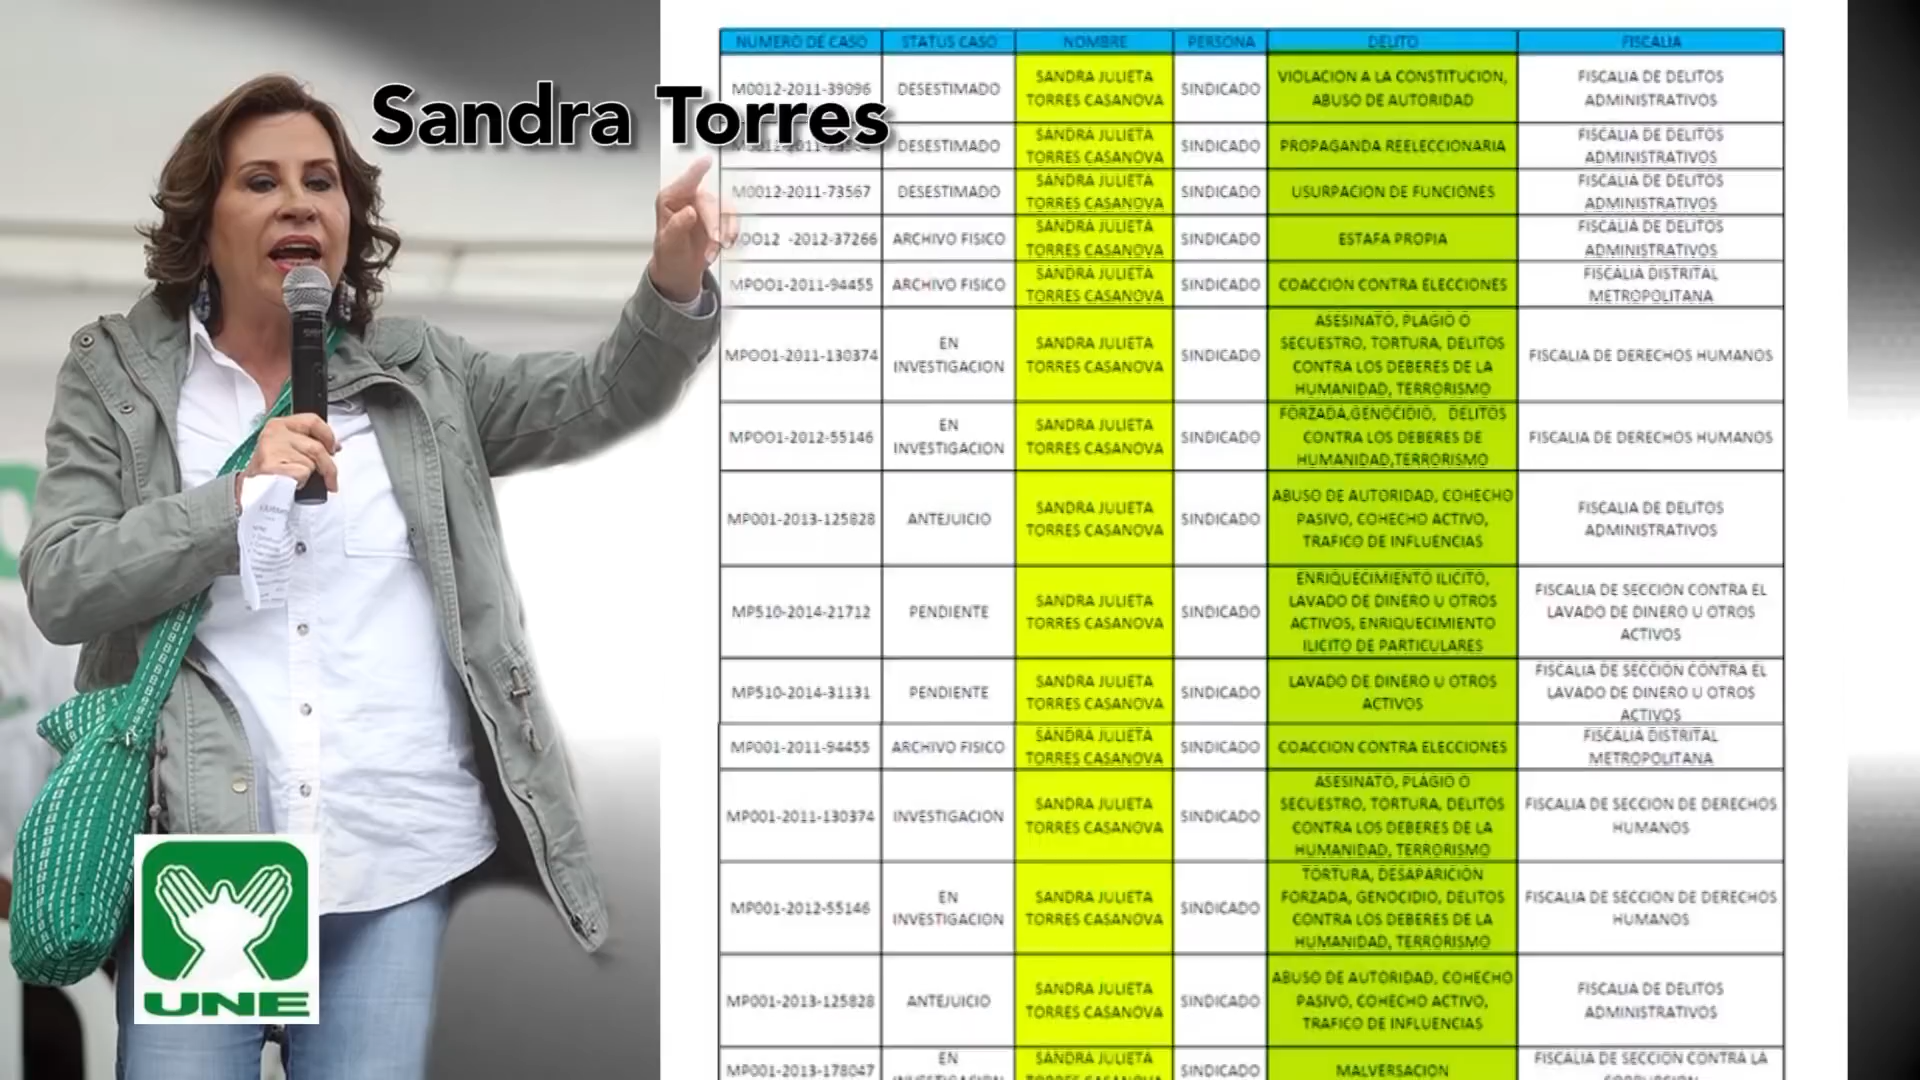 Sandra Torres
NUMERO DE CASO STATUS CASO NOMBRE PERSONA DELITO FISCALIA
M0012-2011-39096 DESESTIMADO SANDRA JULIETA TORRES CASANOVA SINDICADO VIOLACION A LA CONSTITUCION, ABUSO DE AUTORIDAD FISCALIA DE DELITOS ADMINISTRATIVOS
DESESTIMADO SANDRA JULIETA TORRES CASANOVA SINDICADO PROPAGANDA REELECCIONARIA FISCALIA DE DELITOS ADMINISTRATIVOS
M0012-2011-73567 DESESTIMADO SANDRA JULIETA TORRES CASANOVA SINDICADO USURPACION DE FUNCIONES FISCALIA DE DELITOS ADMINISTRATIVOS
-2012-37266 ARCHIVO FISICO SANDRA JULIETA TORRES CASANOVA SINDICADO ESTAFA PROPIA FISCALIA DE DELITOS ADMINISTRATIVOS
MPOO1-2011-94455 ARCHIVO FISICO SANDRA JULIETA TORRES CASANOVA SINDICADO COACCION CONTRA ELECCIONES FISCALIA DISTRITAL METROPOLITANA
MPOO1-2011-130374 EN INVESTIGACION SANDRA JULIETA TORRES CASANOVA SINDICADO ASESINATO, PLAGIO O SECUESTRO, TORTURA, DELITOS CONTRA LOS DEBERES DE LA HUMANIDAD, TERRORISMO FISCALIA DE DERECHOS HUMANOS
MPOO1-2012-55146 EN INVESTIGACION SANDRA JULIETA TORRES CASANOVA SINDICADO FORZADA,GENOCIDIO, DELITOS CONTRA LOS DEBERES DE HUMANIDAD,TERRORISMO FISCALIA DE DERECHOS HUMANOS
MP001-2013-125828 ANTEJUICIO SANDRA JULIETA TORRES CASANOVA SINDICADO ABUSO DE AUTORIDAD, COHECHO PASIVO, COHECHO ACTIVO, TRAFICO DE INFLUENCIAS FISCALIA DE DELITOS ADMINISTRATIVOS
MP510-2014-21712 PENDIENTE SANDRA JULIETA TORRES CASANOVA SINDICADO ENRIQUECIMIENTO ILICITO, LAVADO DE DINERO U OTROS ACTIVOS, ENRIQUECIMIENTO ILICITO DE PARTICULARES FISCALIA DE SECCION CONTRA EL LAVADO DE DINERO U OTROS ACTIVOS
MP510-2014-31131 PENDIENTE SANDRA JULIETA TORRES CASANOVA SINDICADO LAVADO DE DINERO U OTROS ACTIVOS FISCALIA DE SECCION CONTRA EL LAVADO DE DINERO U OTROS ACTIVOS
MP001-2011-94455 ARCHIVO FISICO SANDRA JULIETA TORRES CASANOVA SINDICADO COACCION CONTRA ELECCIONES FISCALIA DISTRITAL METROPOLITANA
MP001-2011-130374 INVESTIGACION SANDRA JULIETA TORRES CASANOVA SINDICADO ASESINATO, PLAGIO O SECUESTRO, TORTURA, DELITOS CONTRA LOS DEBERES DE LA HUMANIDAD, TERRORISMO FISCALIA DE SECCION DE DERECHOS HUMANOS
MP001-2012-55146 EN INVESTIGACION SANDRA JULIETA TORRES CASANOVA SINDICADO TORTURA, DESAPARICION FORZADA, GENOCIDIO, DELITOS CONTRA LOS DEBERES DE LA HUMANIDAD, TERRORISMO FISCALIA DE SECCION DE DERECHOS HUMANOS
MP001-2013-125828 ANTEJUICIO SANDRA JULIETA TORRES CASANOVA SINDICADO ABUSO DE AUTORIDAD, COHECHO PASIVO, COHECHO ACTIVO, TRAFICO DE INFLUENCIAS FISCALIA DE DELITOS ADMINISTRATIVOS
MP001-2013-178047 EN SANDRA JULIETA TORRES CASANOVA SINDICADO MALVERSACION FISCALIA DE SECCION CONTRA LA
UNE